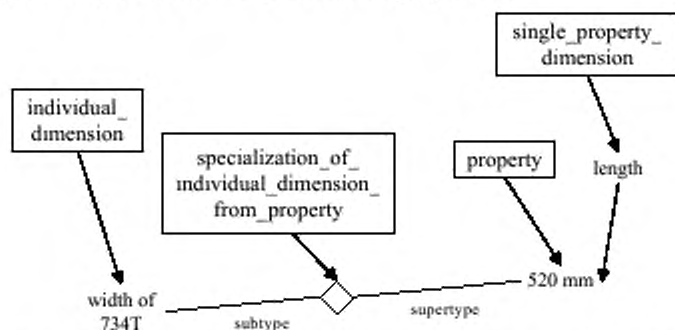 single_property_
dimension
individual_
dimension
specialization_of_
individual_dimension_
from_property
property
length
520 mm
width of
734T
subtype
supertype